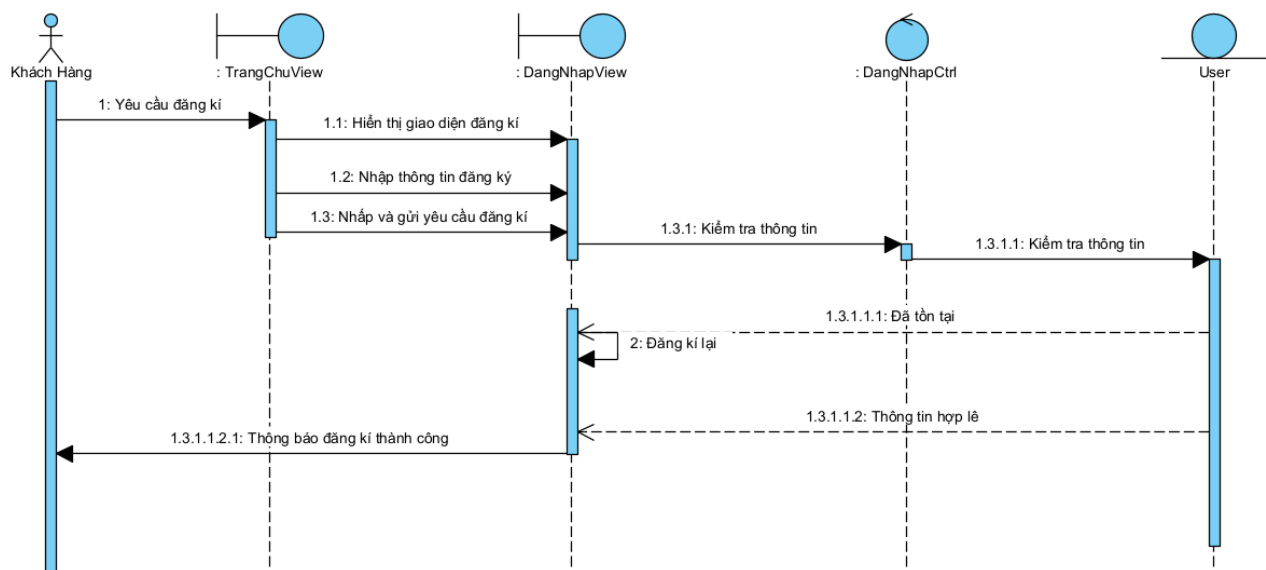 Khách Hàng
: TrangChuView
: DangNhapView
: DangNhapCtrl
User
1: Yêu cầu đăng kí
1.1: Hiển thị giao diện đăng kí
1.2: Nhập thông tin đăng ký
1.3: Nhấp và gửi yêu cầu đăng kí
1.3.1: Kiểm tra thông tin
1.3.1.1: Kiểm tra thông tin
1.3.1.1.1: Đã tồn tại
2: Đăng kí lại
1.3.1.1.2: Thông tin hợp lê
1.3.1.1.2.1: Thông báo đăng kí thành công